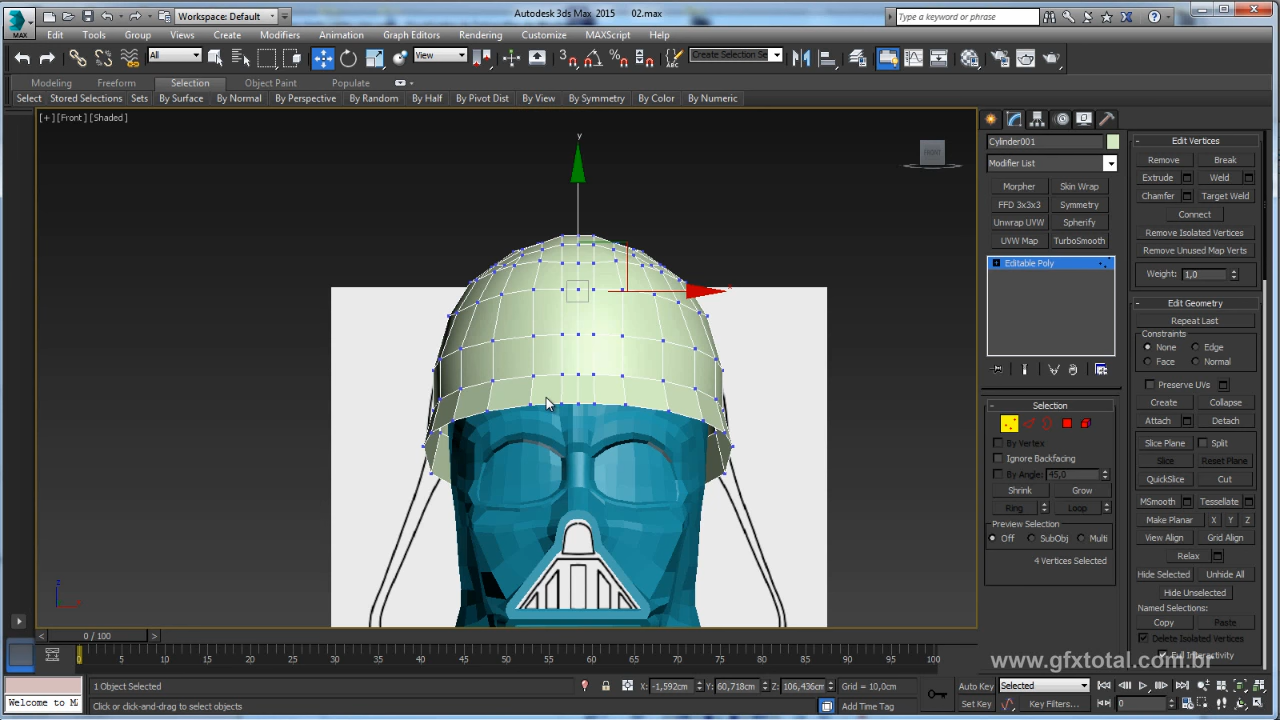 MAX
Workspace: Default
Autodesk 3ds Max 2015 02.max
Type a keyword or phrase
Edit Tools Group Views Create Modifiers Animation Graph Editors Rendering Customize MAXScript Help
All View Create Selection Se
Modeling Freeform Selection Object Paint Populate
Select Stored Selections Sets By Surface By Normal By Perspective By Random By Half By Pivot Dist By View By Symmetry By Color By Numeric
[+] [Front] [Shaded]
y
x
z
Cylinder001
Modifier List
Morpher Skin Wrap
FFD 3x3x3 Symmetry
Unwrap UVW Spherify
UVW Map TurboSmooth
Editable Poly
Selection
By Vertex
Ignore Backfacing
By Angle: 45,0
Shrink Grow
Ring Loop
Preview Selection
Off SubObj Multi
4 Vertices Selected
Edit Vertices
Remove Break
Extrude Weld
Chamfer Target Weld
Connect
Remove Isolated Vertices
Remove Unused Map Verts
Weight: 1,0
Edit Geometry
Repeat Last
Constraints
None Edge
Face Normal
Preserve UVs
Create Collapse
Attach Detach
Slice Plane Split
Slice Reset Plane
QuickSlice Cut
MSmooth Tessellate
Make Planar X Y Z
View Align Grid Align
Relax
Hide Selected Unhide All
Hide Unselected
Named Selections:
Copy Paste
Delete Isolated Vertices
Full Interactivity
www.gfxtotal.com.br
0 / 100
0 5 10 15 20 25 30 35 40 45 50 55 60 65 70 75 80 85 90 95 100
1 Object Selected X: -1,592cm Y: 60,718cm Z: 106,436cm Grid = 10,0cm Auto Key Selected
Welcome to M Click or click-and-drag to select objects Add Time Tag Set Key Key Filters... 0